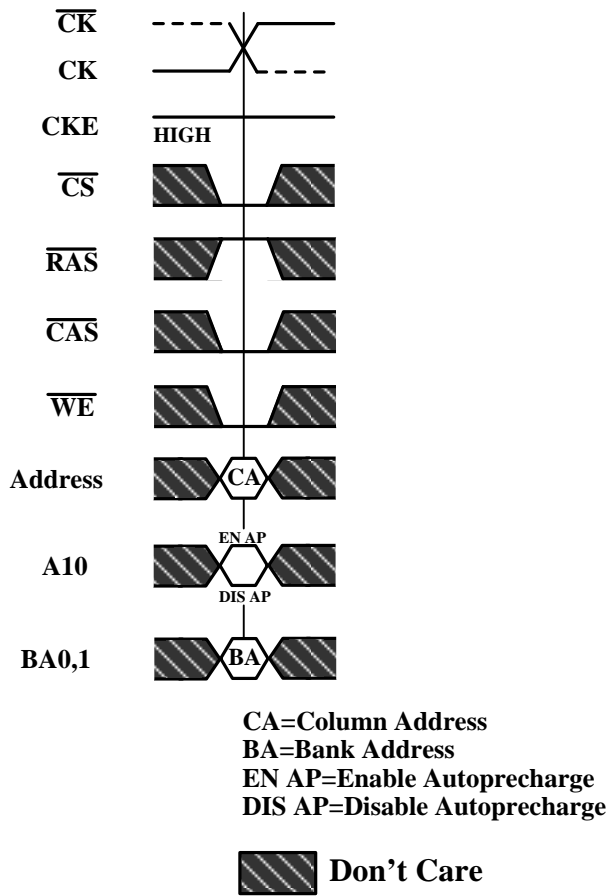 CK
CK
CKE
HIGH
CS
RAS
CAS
WE
Address
CA
EN AP
A10
DIS AP
BA0,1
BA
CA=Column Address
BA=Bank Address
EN AP=Enable Autoprecharge
DIS AP=Disable Autoprecharge
Don't Care